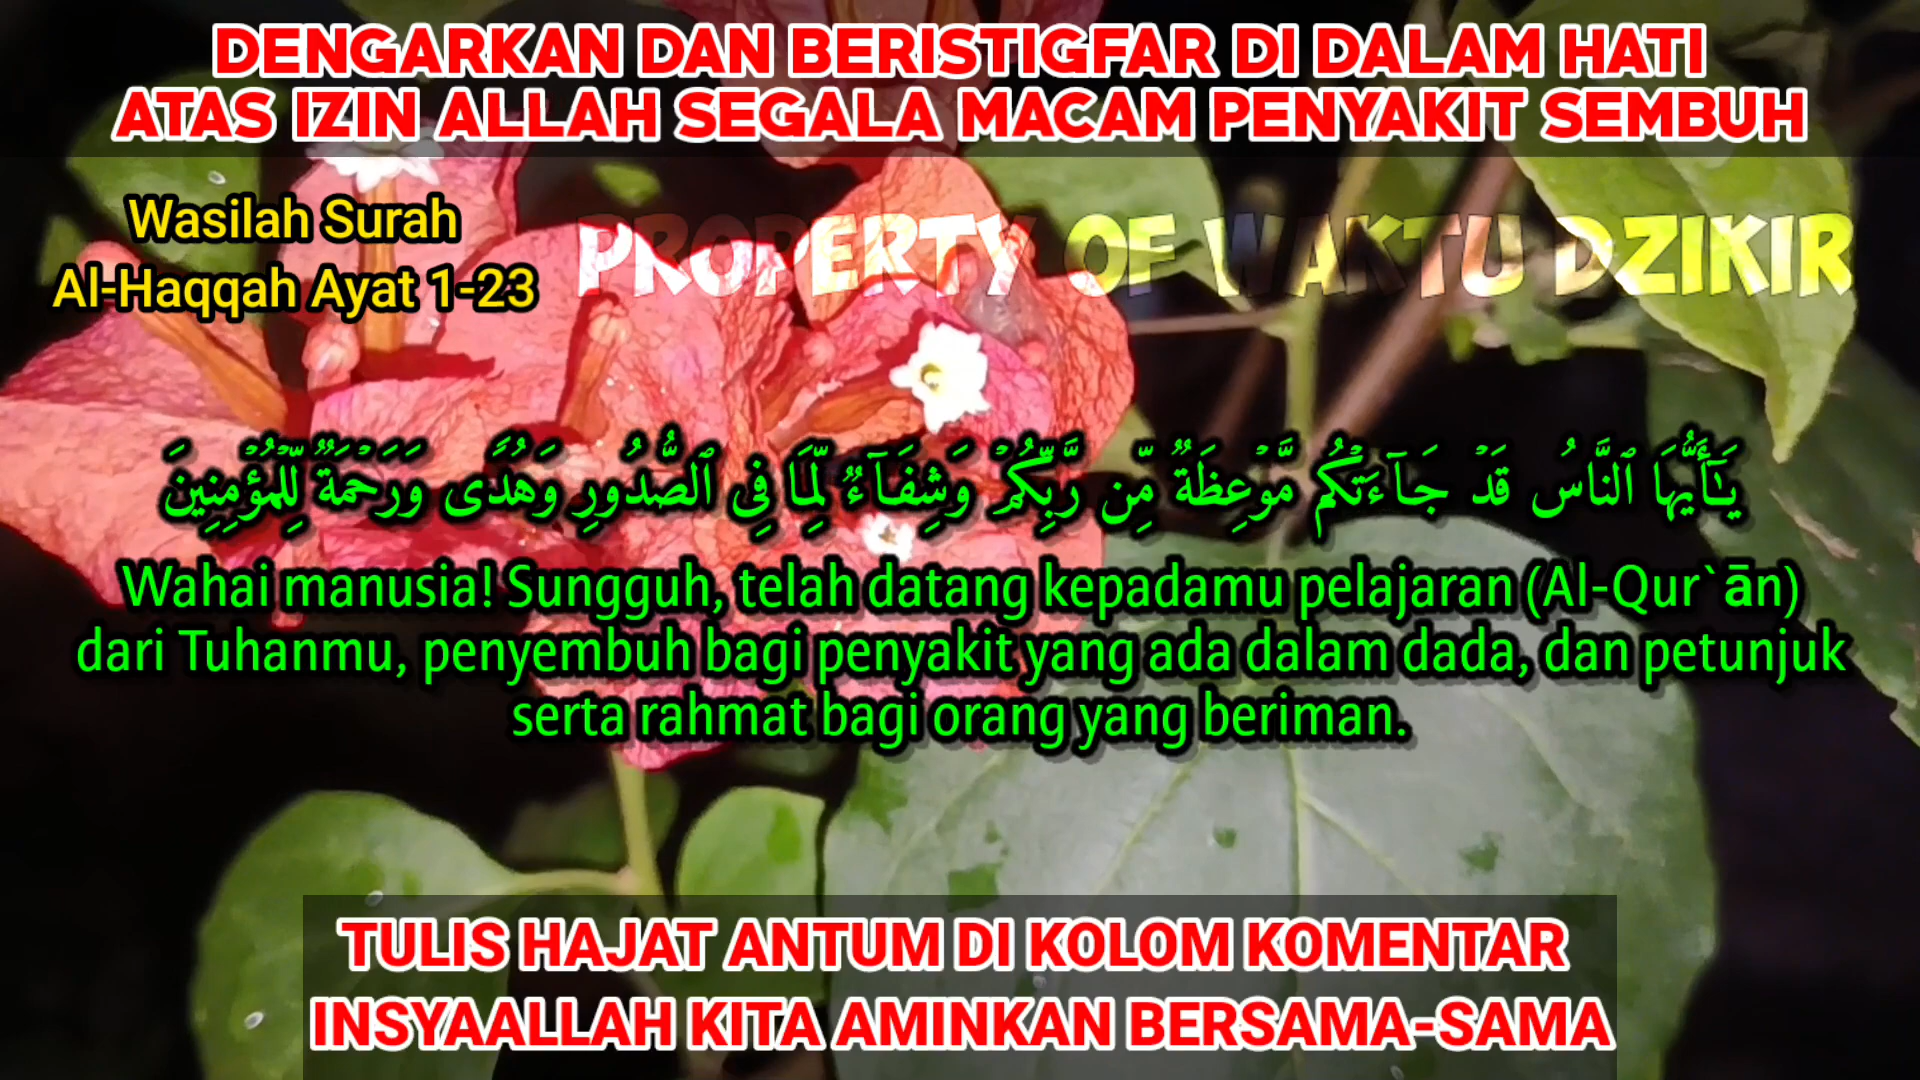 DENGARKAN DAN BERISTIGFAR DI DALAM HATI
ATAS IZIN ALLAH SEGALA MACAM PENYAKIT SEMBUH
Wasilah Surah
Al-Haqqah Ayat 1-23
PROPERTY OF WAKTU DZIKIR
يَـٰٓأَيُّهَا ٱلنَّاسُ قَدْ جَآءَتْكُم مَّوْعِظَةٌ مِّن رَّبِّكُمْ وَشِفَآءٌ لِّمَا فِى ٱلصُّدُورِ وَهُدًى وَرَحْمَةٌ لِّلْمُؤْمِنِينَ
Wahai manusia! Sungguh, telah datang kepadamu pelajaran (Al-Qur`ān)
dari Tuhanmu, penyembuh bagi penyakit yang ada dalam dada, dan petunjuk
serta rahmat bagi orang yang beriman.
TULIS HAJAT ANTUM DI KOLOM KOMENTAR
INSYAALLAH KITA AMINKAN BERSAMA-SAMA